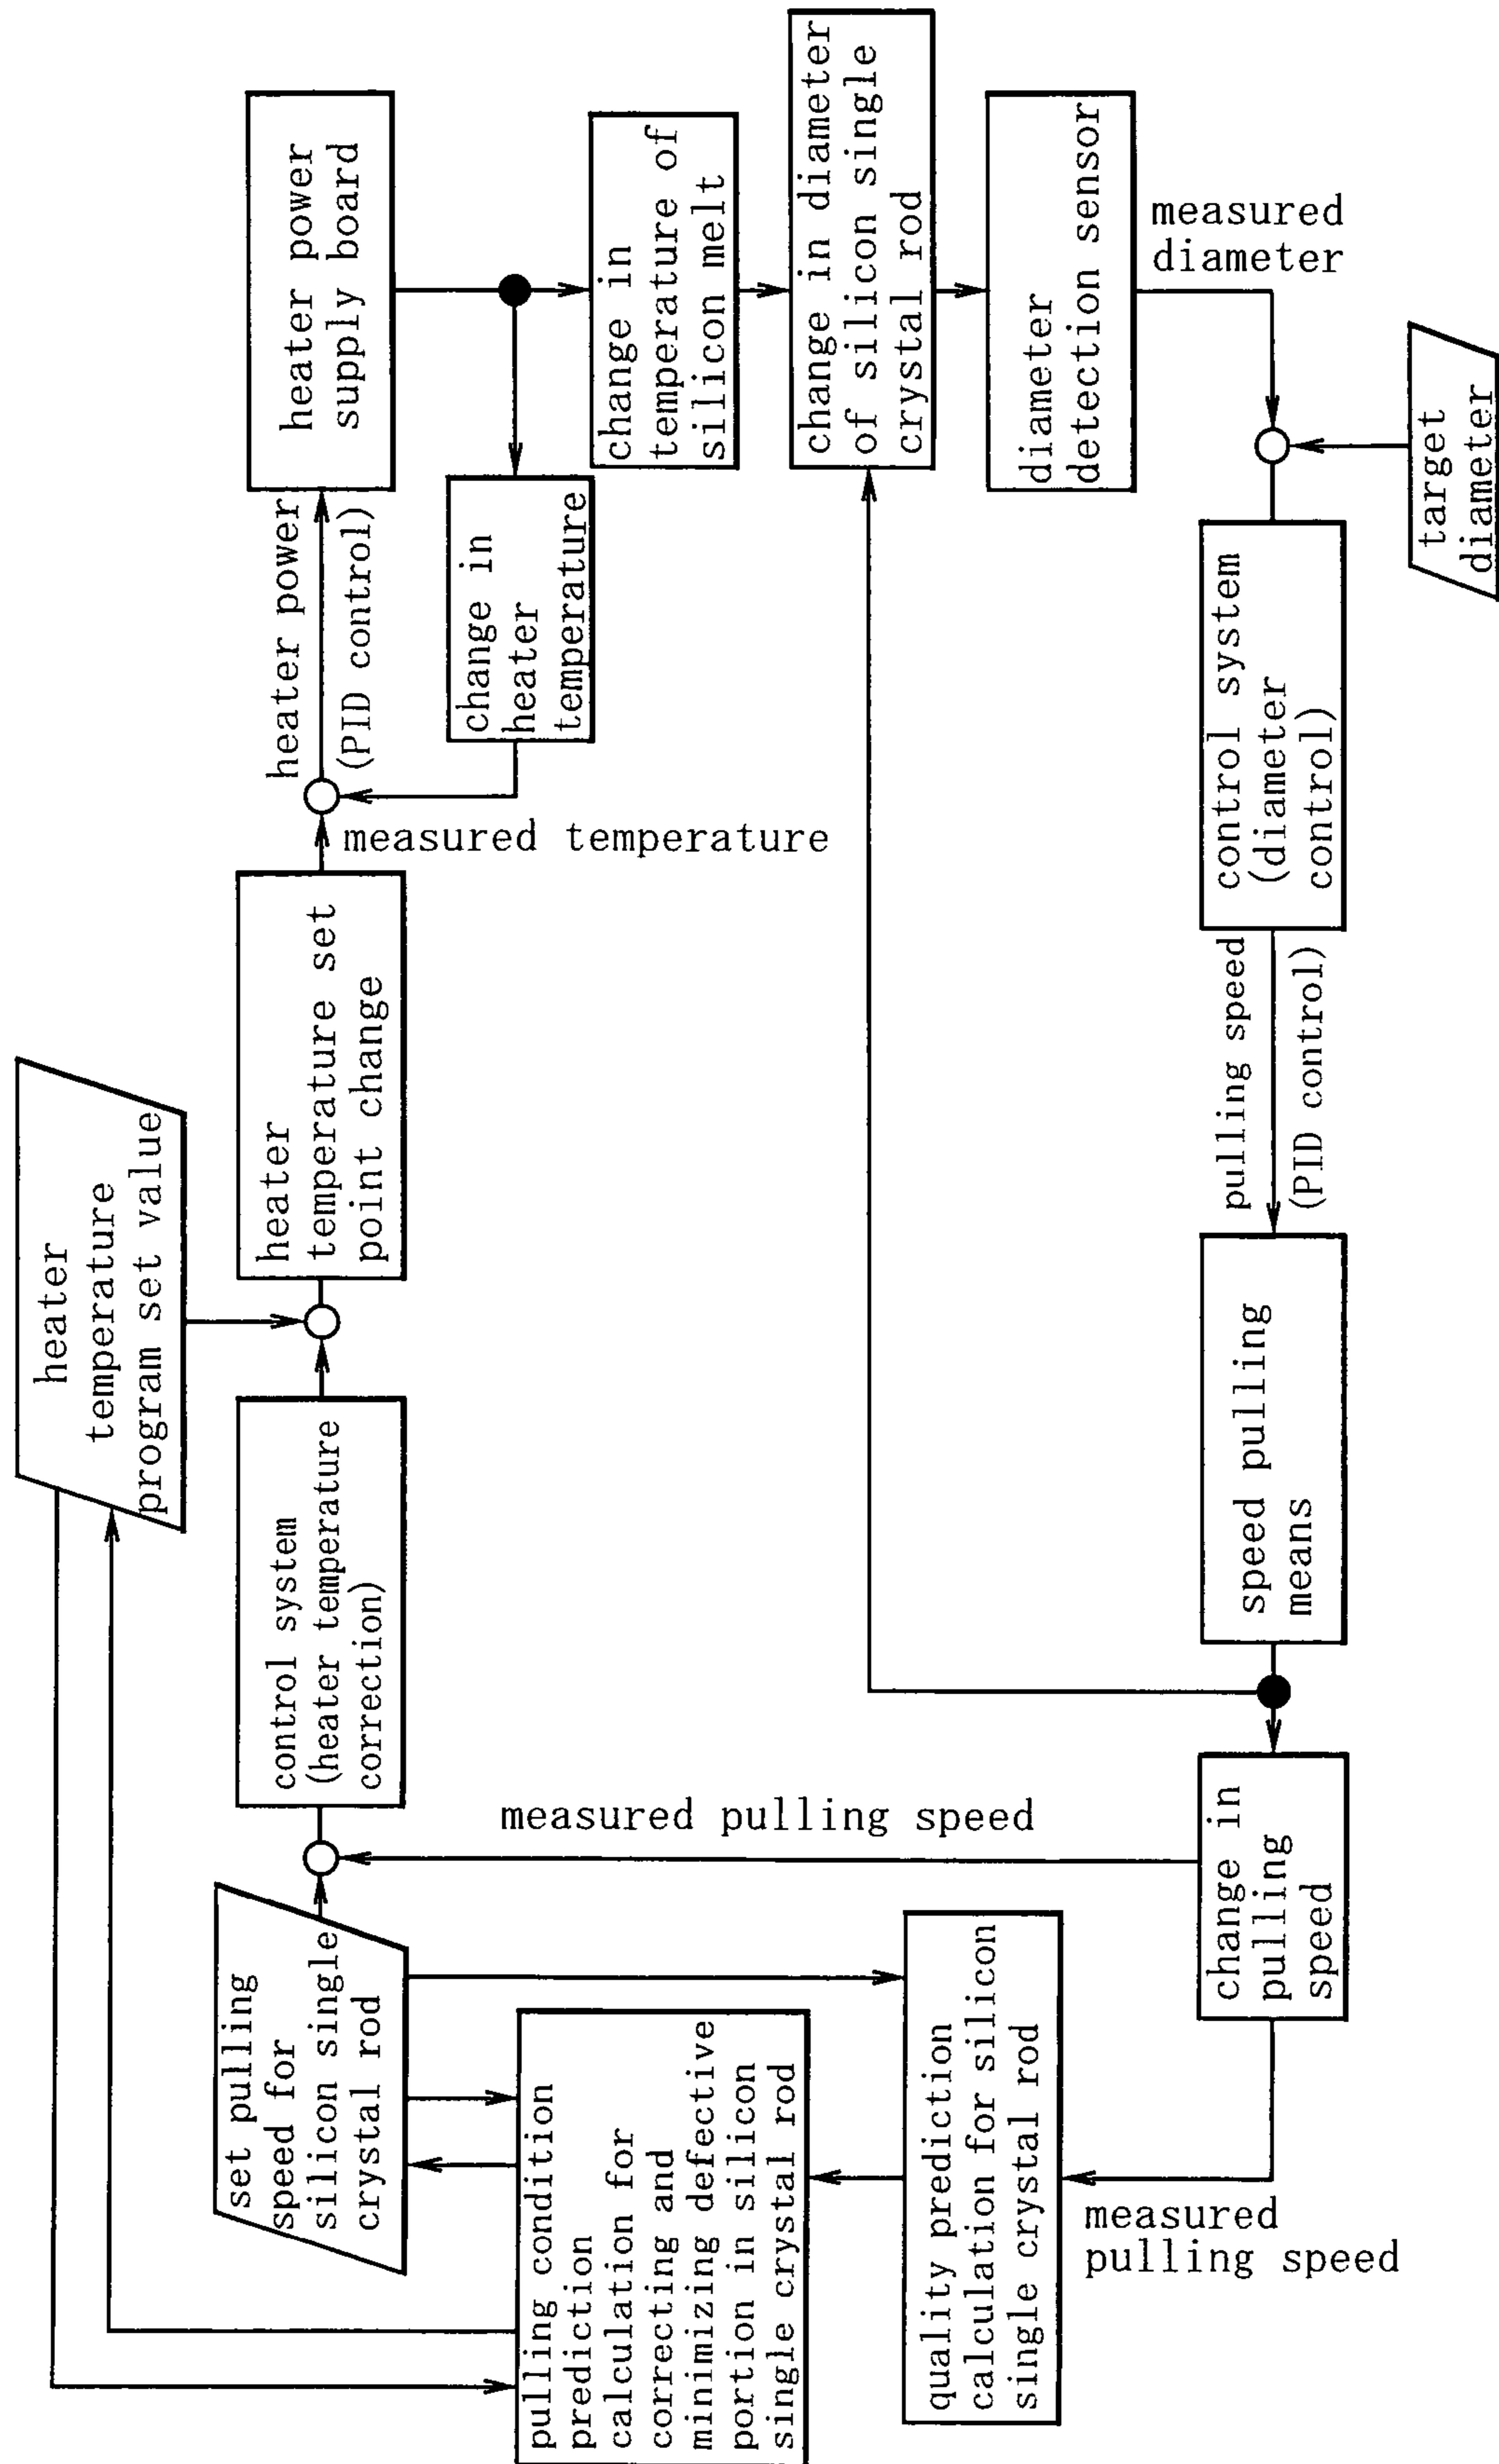 heater
temperature
program set value
set pulling
speed for
silicon single
crystal rod
control system
(heater temperature
correction)
heater
temperature set
point change
heater power
(PID control)
heater power
supply board
measured temperature
change in
heater
temperature
change in
temperature of
silicon melt
measured pulling speed
pulling condition
prediction
calculation for
correcting and
minimizing defective
portion in silicon
single crystal rod
change in diameter
of silicon single
crystal rod
quality prediction
calculation for silicon
single crystal rod
diameter
detection sensor
measured
pulling speed
change in
pulling
speed
speed pulling
means
pulling speed
(PID control)
control system
(diameter
control)
measured
diameter
target
diameter